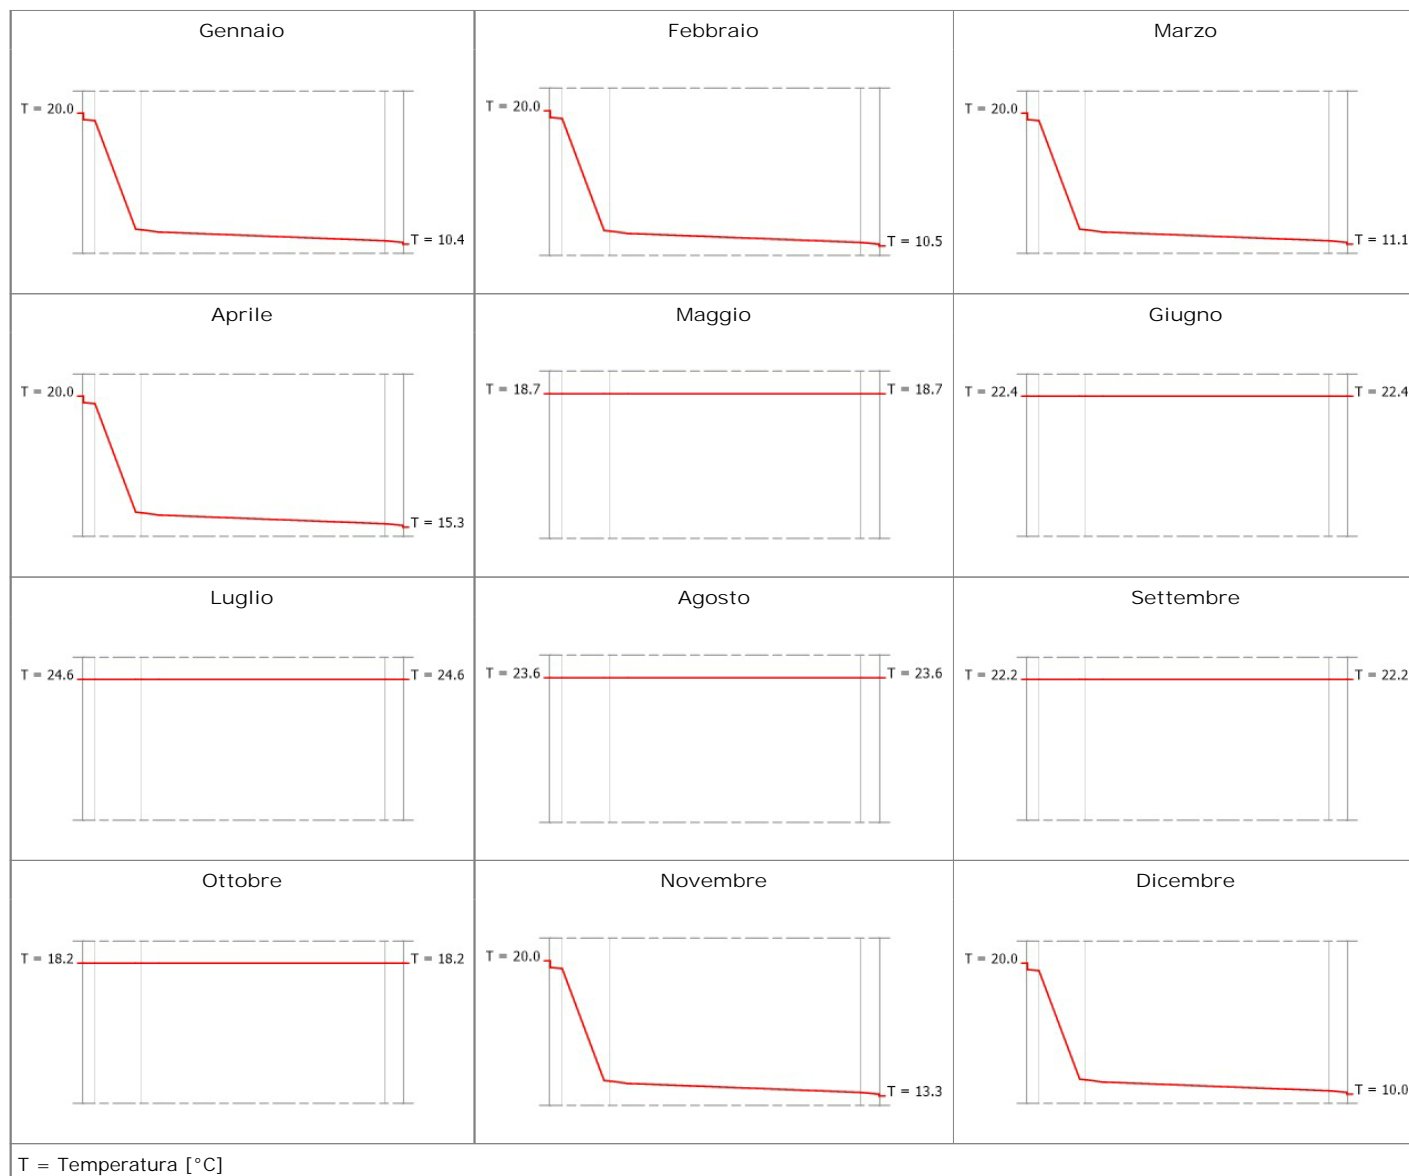 Gennaio
Febbraio
Marzo
T = 20.0
T = 10.4
T = 20.0
T = 10.5
T = 20.0
T = 11.1
Aprile
Maggio
Giugno
T = 20.0
T = 15.3
T = 18.7
T = 18.7
T = 22.4
T = 22.4
Luglio
Agosto
Settembre
T = 24.6
T = 24.6
T = 23.6
T = 23.6
T = 22.2
T = 22.2
Ottobre
Novembre
Dicembre
T = 18.2
T = 18.2
T = 20.0
T = 13.3
T = 20.0
T = 10.0
T = Temperatura [°C]